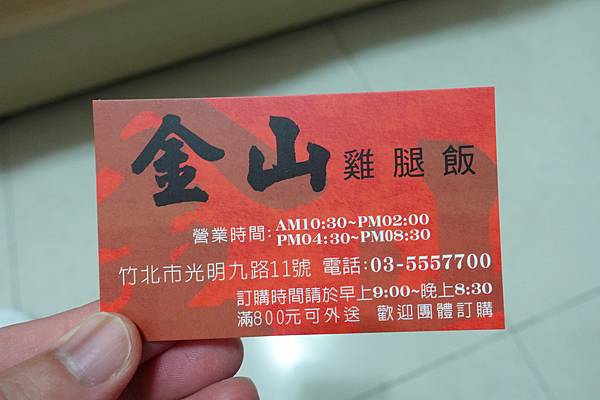 金山雞腿飯
營業時間:AM10:30~PM02:00
PM04:30~PM08:30
竹北市光明九路11號 電話:03-5557700
訂購時間請於早上9:00~晚上8:30
滿800元可外送 歡迎團體訂購